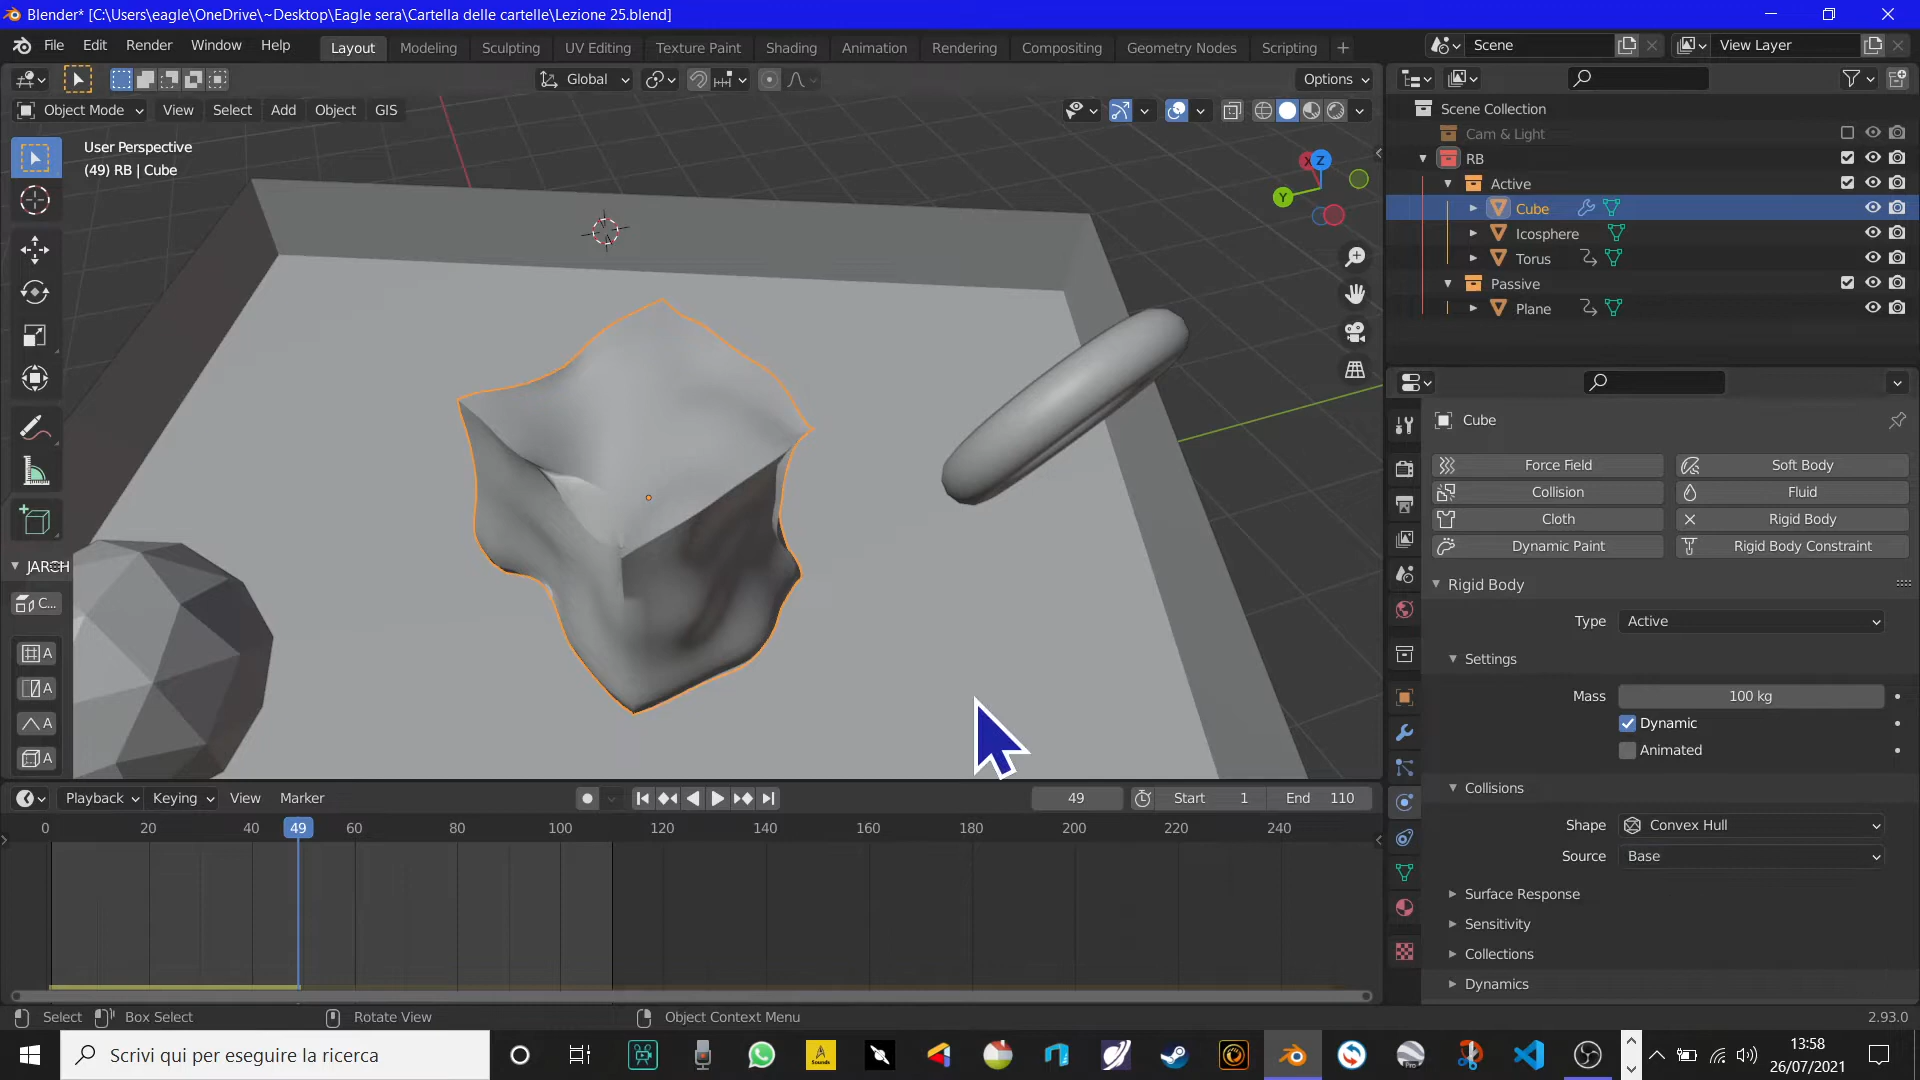 Blender* [C:\Users\eagle\OneDrive\~Desktop\Eagle sera\Cartella delle cartelle\Lezione 25.blend]
File Edit Render Window Help Layout Modeling Sculpting UV Editing Texture Paint Shading Animation Rendering Compositing Geometry Nodes Scripting + Scene View Layer
Global Options
Object Mode View Select Add Object GIS
User Perspective
(49) RB | Cube
X Z Y
Scene Collection
Cam & Light
RB
Active
Cube
Icosphere
Torus
Passive
Plane
Cube
Force Field Soft Body
Collision Fluid
Cloth Rigid Body
Dynamic Paint Rigid Body Constraint
Rigid Body
Type Active
Settings
Mass 100 kg
Dynamic
Animated
Collisions
Shape Convex Hull
Source Base
Surface Response
Sensitivity
Collections
Dynamics
C...
A
A
A
A
Playback Keying View Marker 49 Start 1 End 110
0 20 40 49 60 80 100 120 140 160 180 200 220 240
Select Box Select Rotate View Object Context Menu 2.93.0
Scrivi qui per eseguire la ricerca
Sounds
Pro
13:58
26/07/2021